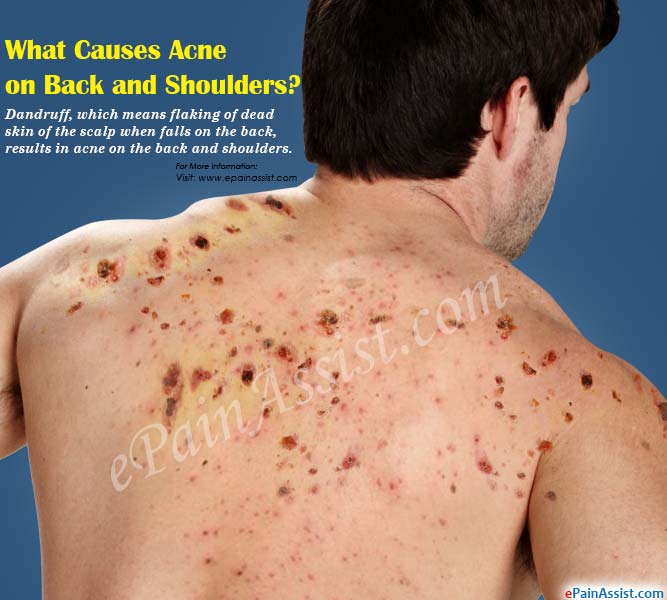 What Causes Acne
on Back and Shoulders?
Dandruff, which means flaking of dead
skin of the scalp when falls on the back,
results in acne on the back and shoulders.
For More Information:
Visit: www.epainassist.com
ePainAssist.com
ePainAssist.com